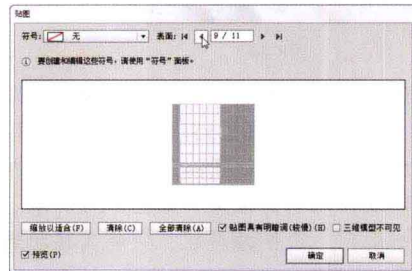 贴图
符号: 无 表面: 9 / 11
要创建和编辑这些符号,请使用“符号”面板。
缩放以适合(F) 清除(C) 全部清除(A) 贴图具有明暗调(较慢)(H) 三维模型不可见
预览(P) 确定 取消